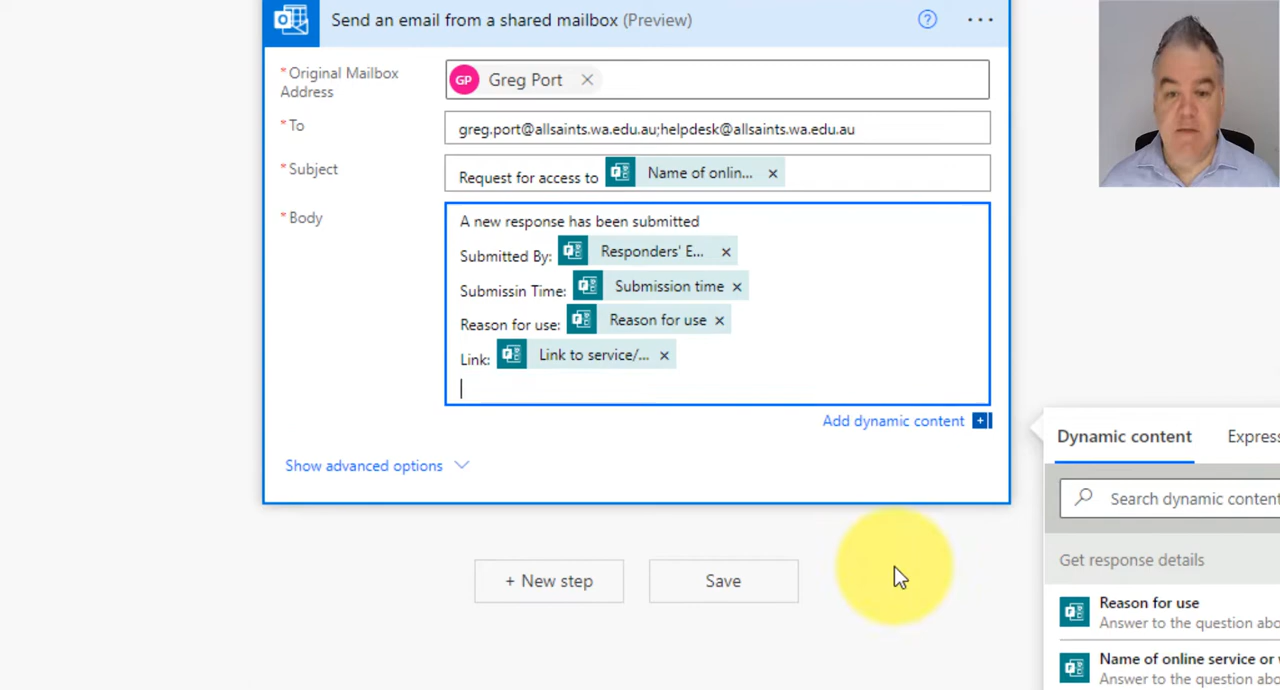 Send an email from a shared mailbox (Preview)
* Original Mailbox Address
GP Greg Port
* To
greg.port@allsaints.wa.edu.au;helpdesk@allsaints.wa.edu.au
* Subject
Request for access to Name of onlin...
* Body
A new response has been submitted
Submitted By: Responders' E...
Submissin Time: Submission time
Reason for use: Reason for use
Link: Link to service/...
Add dynamic content
Show advanced options
+ New step
Save
Dynamic content Express
Search dynamic content
Get response details
Reason for use
Answer to the question abo
Name of online service or
Answer to the question abo